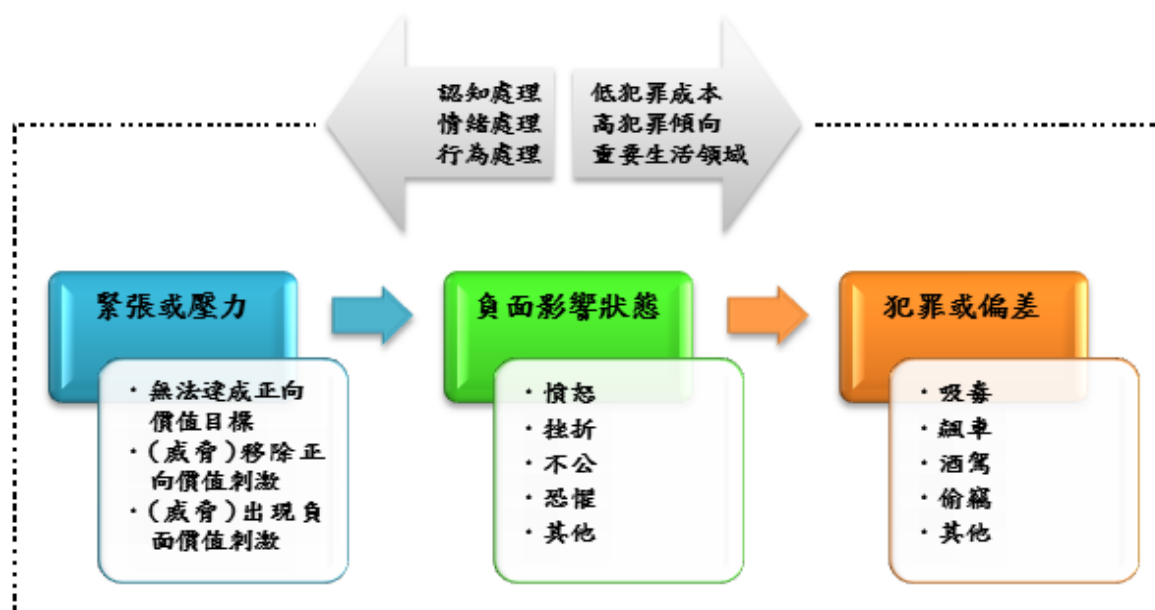 認知處理
情緒處理
行為處理
低犯罪成本
高犯罪傾向
重要生活領域
緊張或壓力
· 無法達成正向
價值目標
· (威脅)移除正
向價值刺激
· (威脅)出現負
面價值刺激
負面影響狀態
· 憤怒
· 挫折
· 不公
· 恐懼
· 其他
犯罪或偏差
· 吸毒
· 飆車
· 酒駕
· 偷竊
· 其他